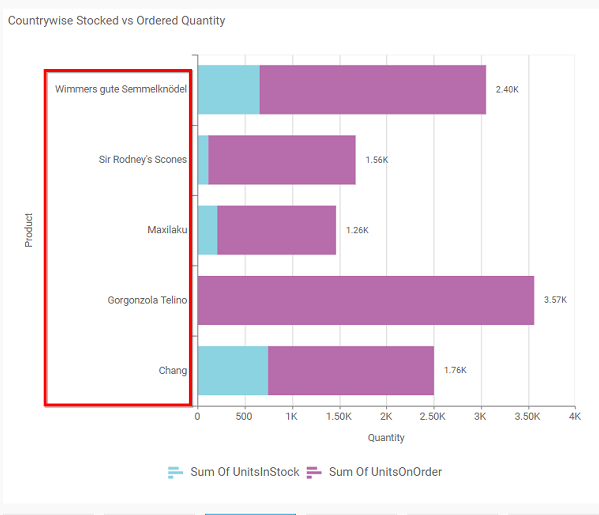 Countrywise Stocked vs Ordered Quantity
Product
Wimmers gute Semmelknödel
2.40K
Sir Rodney's Scones
1.56K
Maxilaku
1.26K
Gorgonzola Telino
3.57K
Chang
1.76K
0 500 1K 1.50K 2K 2.50K 3K 3.50K 4K
Quantity
Sum Of UnitsInStock Sum Of UnitsOnOrder